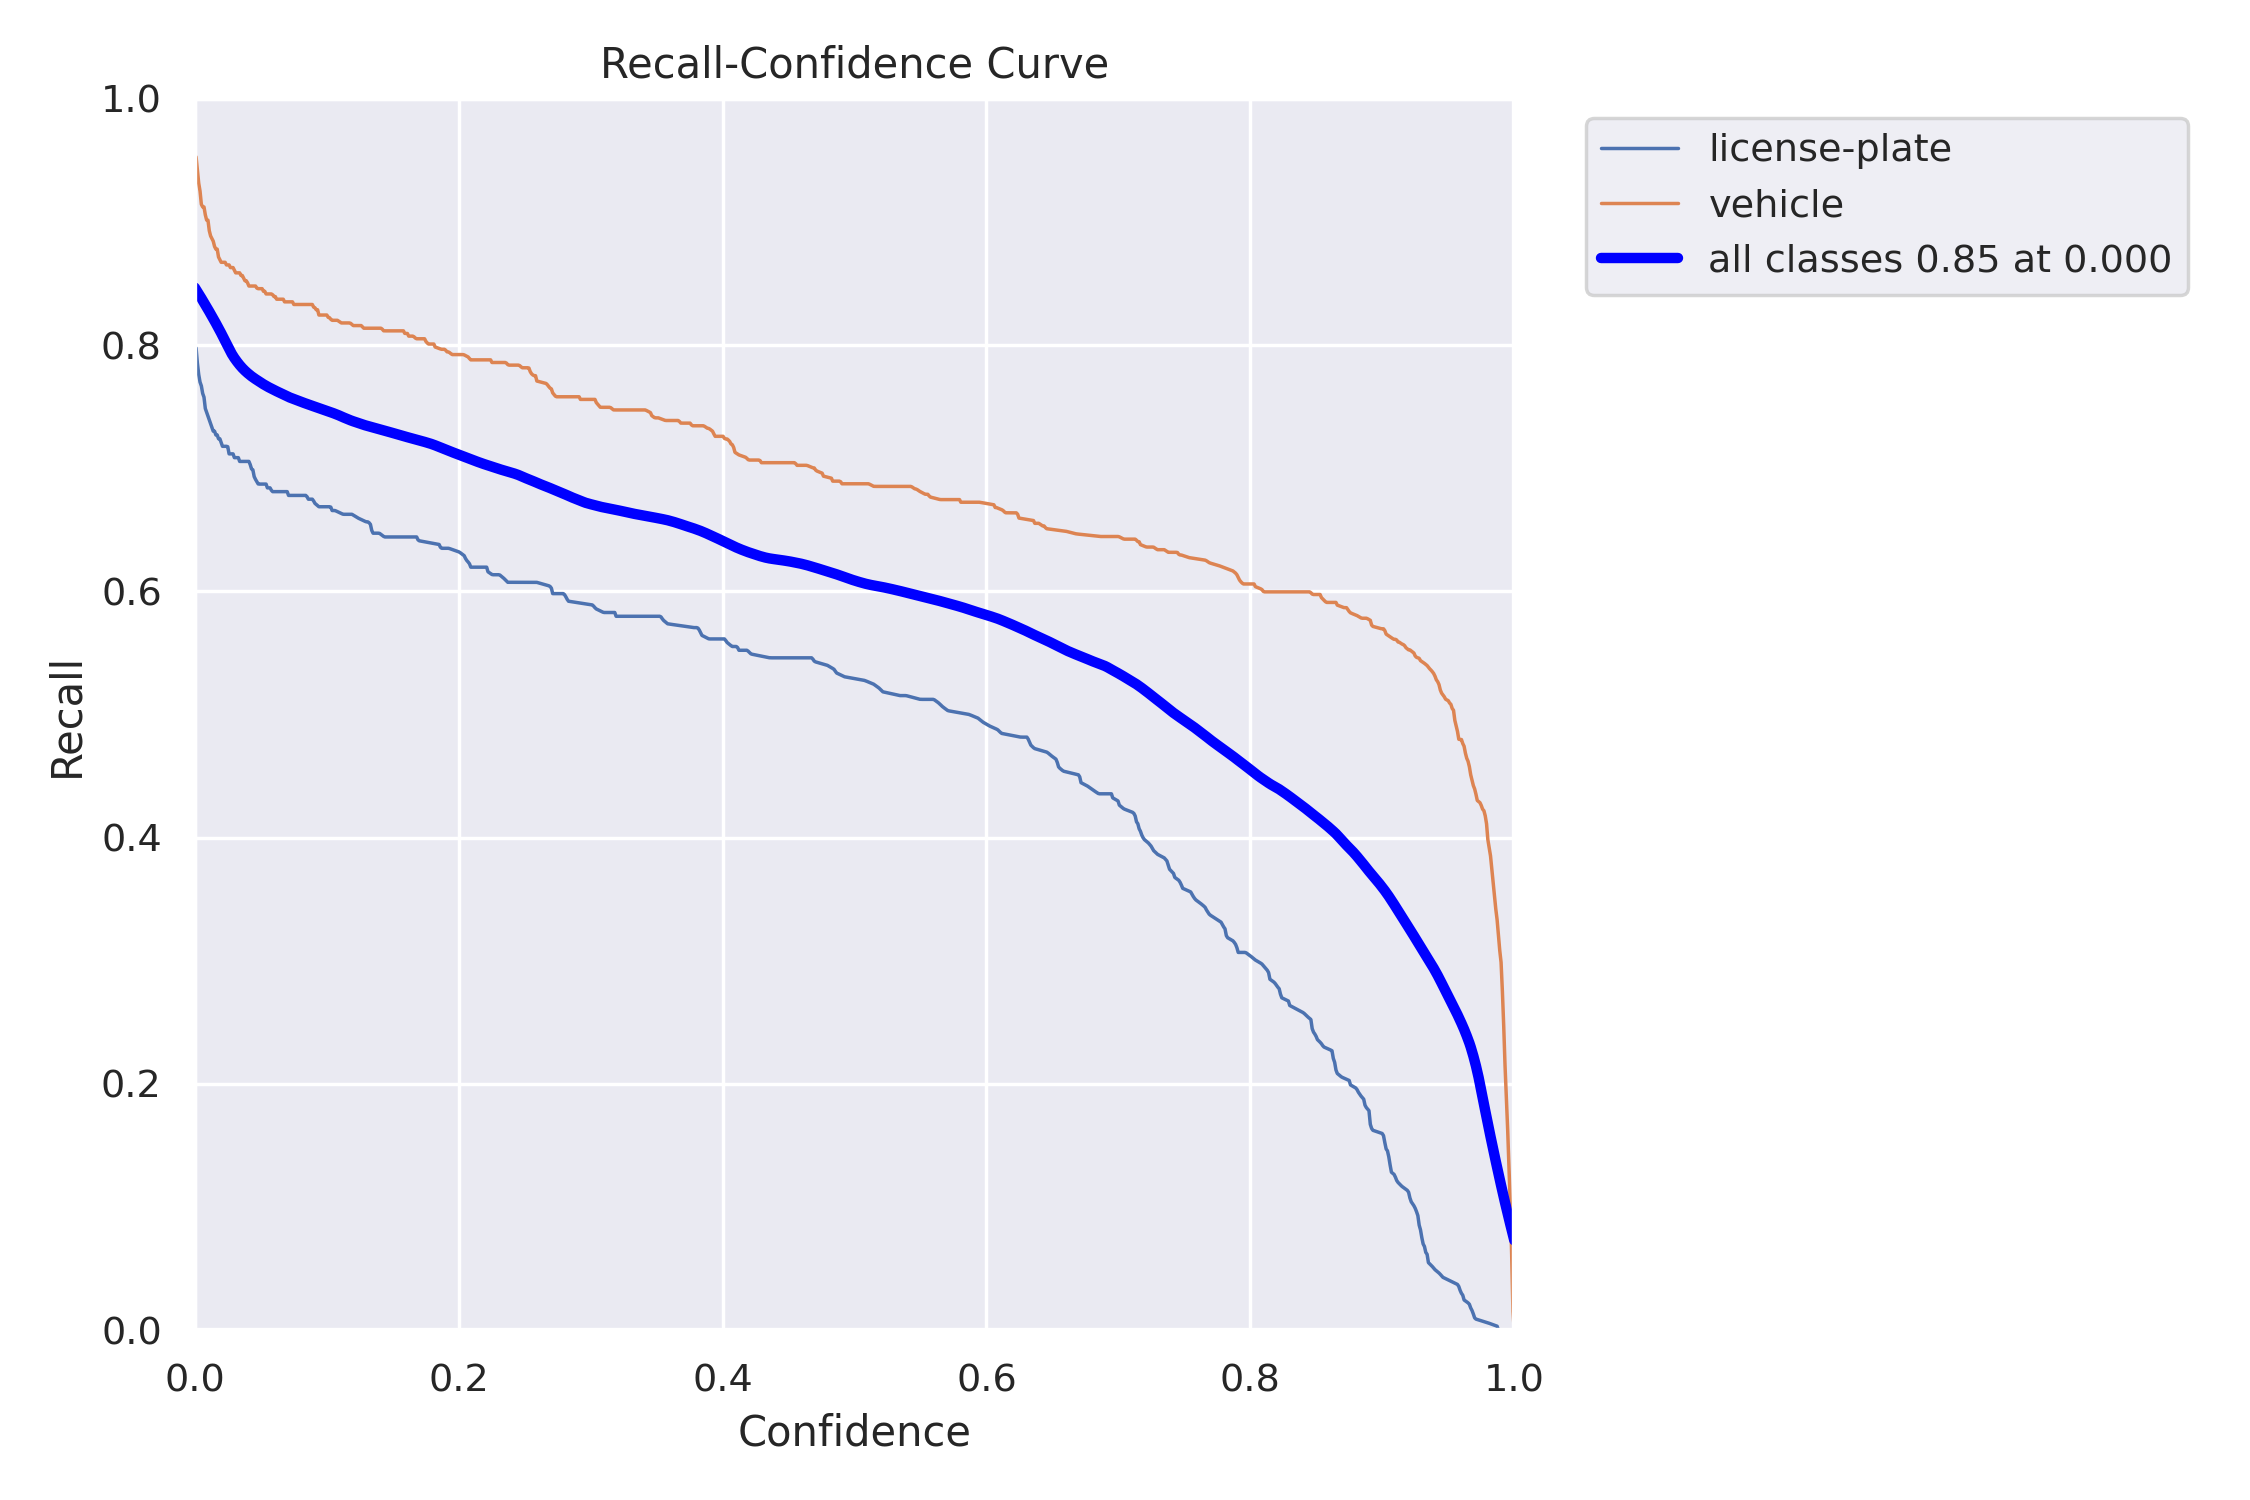 Recall-Confidence Curve
1.0
0.8
0.6
0.4
0.2
0.0
Recall
0.0 0.2 0.4 0.6 0.8 1.0
Confidence
license-plate
vehicle
all classes 0.85 at 0.000